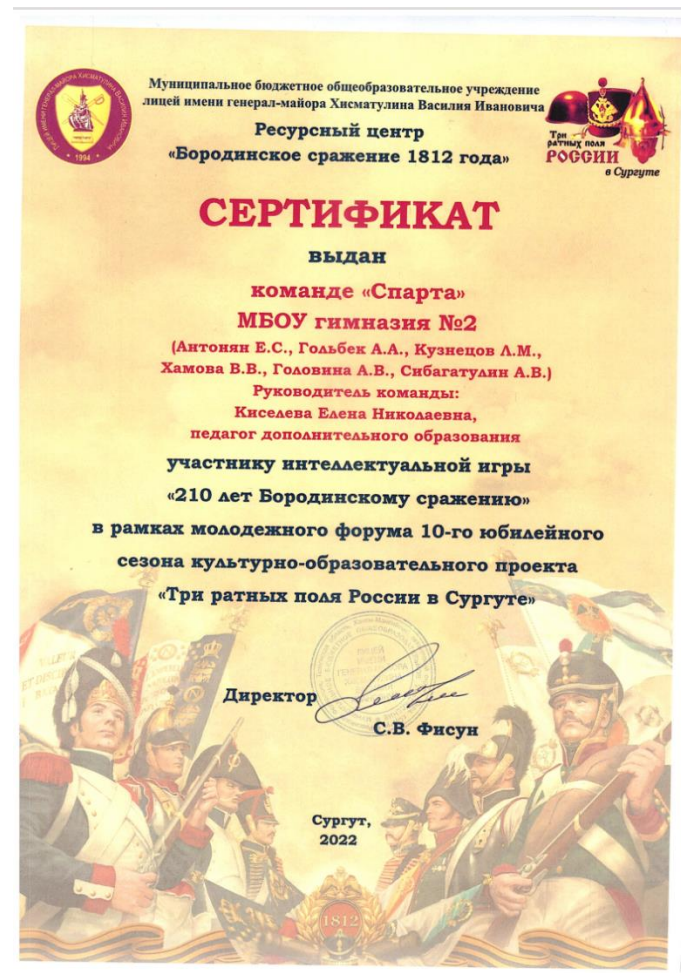 Муниципальное бюджетное общеобразовательное учреждение
лицей имени генерал-майора Хисматулина Василия Ивановича
Ресурсный центр
«Бородинское сражение 1812 года»
1994
Три
ратных поля
РОССИИ
в Сургуте
СЕРТИФИКАТ
выдан
команде «Спарта»
МБОУ гимназия №2
(Антонян Е.С., Гольбек А.А., Кузнецов Л.М.,
Хамова В.В., Головина А.В., Сибагатулин А.В.)
Руководитель команды:
Киселева Елена Николаевна,
педагог дополнительного образования
участнику интеллектуальной игры
«210 лет Бородинскому сражению»
в рамках молодежного форума 10-го юбилейного
сезона культурно-образовательного проекта
«Три ратных поля России в Сургуте»
Директор
С.В. Фисун
Сургут,
2022
1812